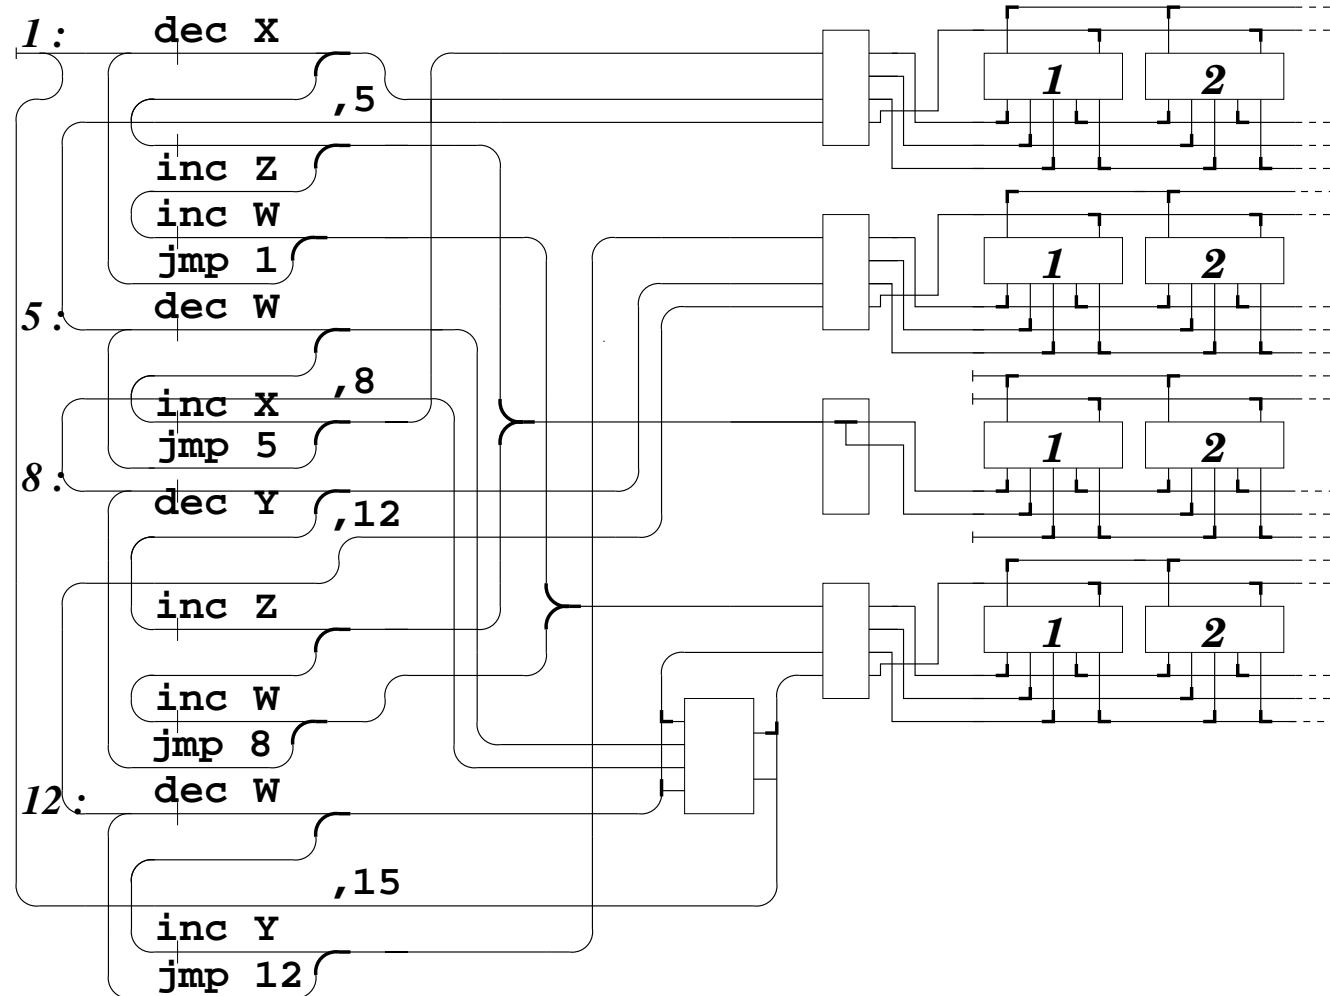 1: dec X
,5
inc Z
inc W
jmp 1
5: dec W
,8
inc X
jmp 5
8: dec Y
,12
inc Z
inc W
jmp 8
12: dec W
,15
inc Y
jmp 12
1 2
1 2
1 2
1 2